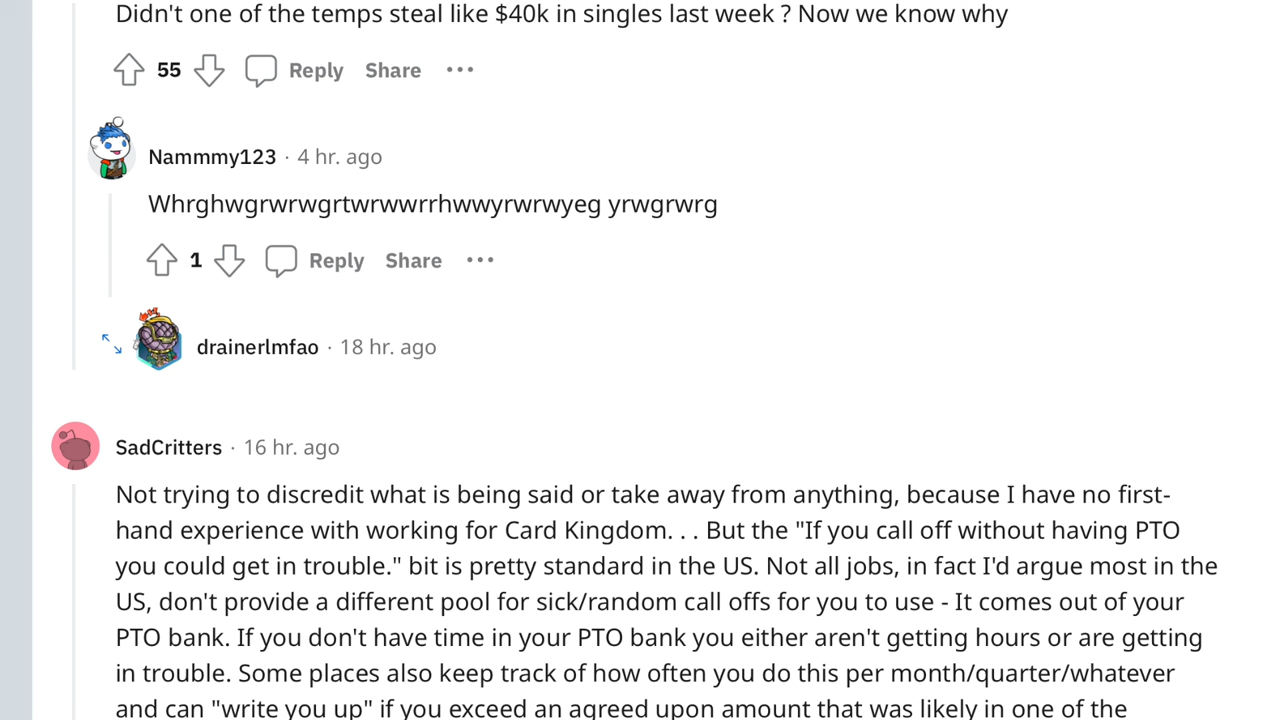 Didn't one of the temps steal like $40k in singles last week ? Now we know why
55 Reply Share ···
Nammmy123 · 4 hr. ago
Whrghwgrwrwgrtwrwwrrhwwyrwrwyeg yrwgrwrg
1 Reply Share ···
drainerlmfao · 18 hr. ago
SadCritters · 16 hr. ago
Not trying to discredit what is being said or take away from anything, because I have no first-
hand experience with working for Card Kingdom. . . But the "If you call off without having PTO
you could get in trouble." bit is pretty standard in the US. Not all jobs, in fact I'd argue most in the
US, don't provide a different pool for sick/random call offs for you to use - It comes out of your
PTO bank. If you don't have time in your PTO bank you either aren't getting hours or are getting
in trouble. Some places also keep track of how often you do this per month/quarter/whatever
and can "write you up" if you exceed an agreed upon amount that was likely in one of the